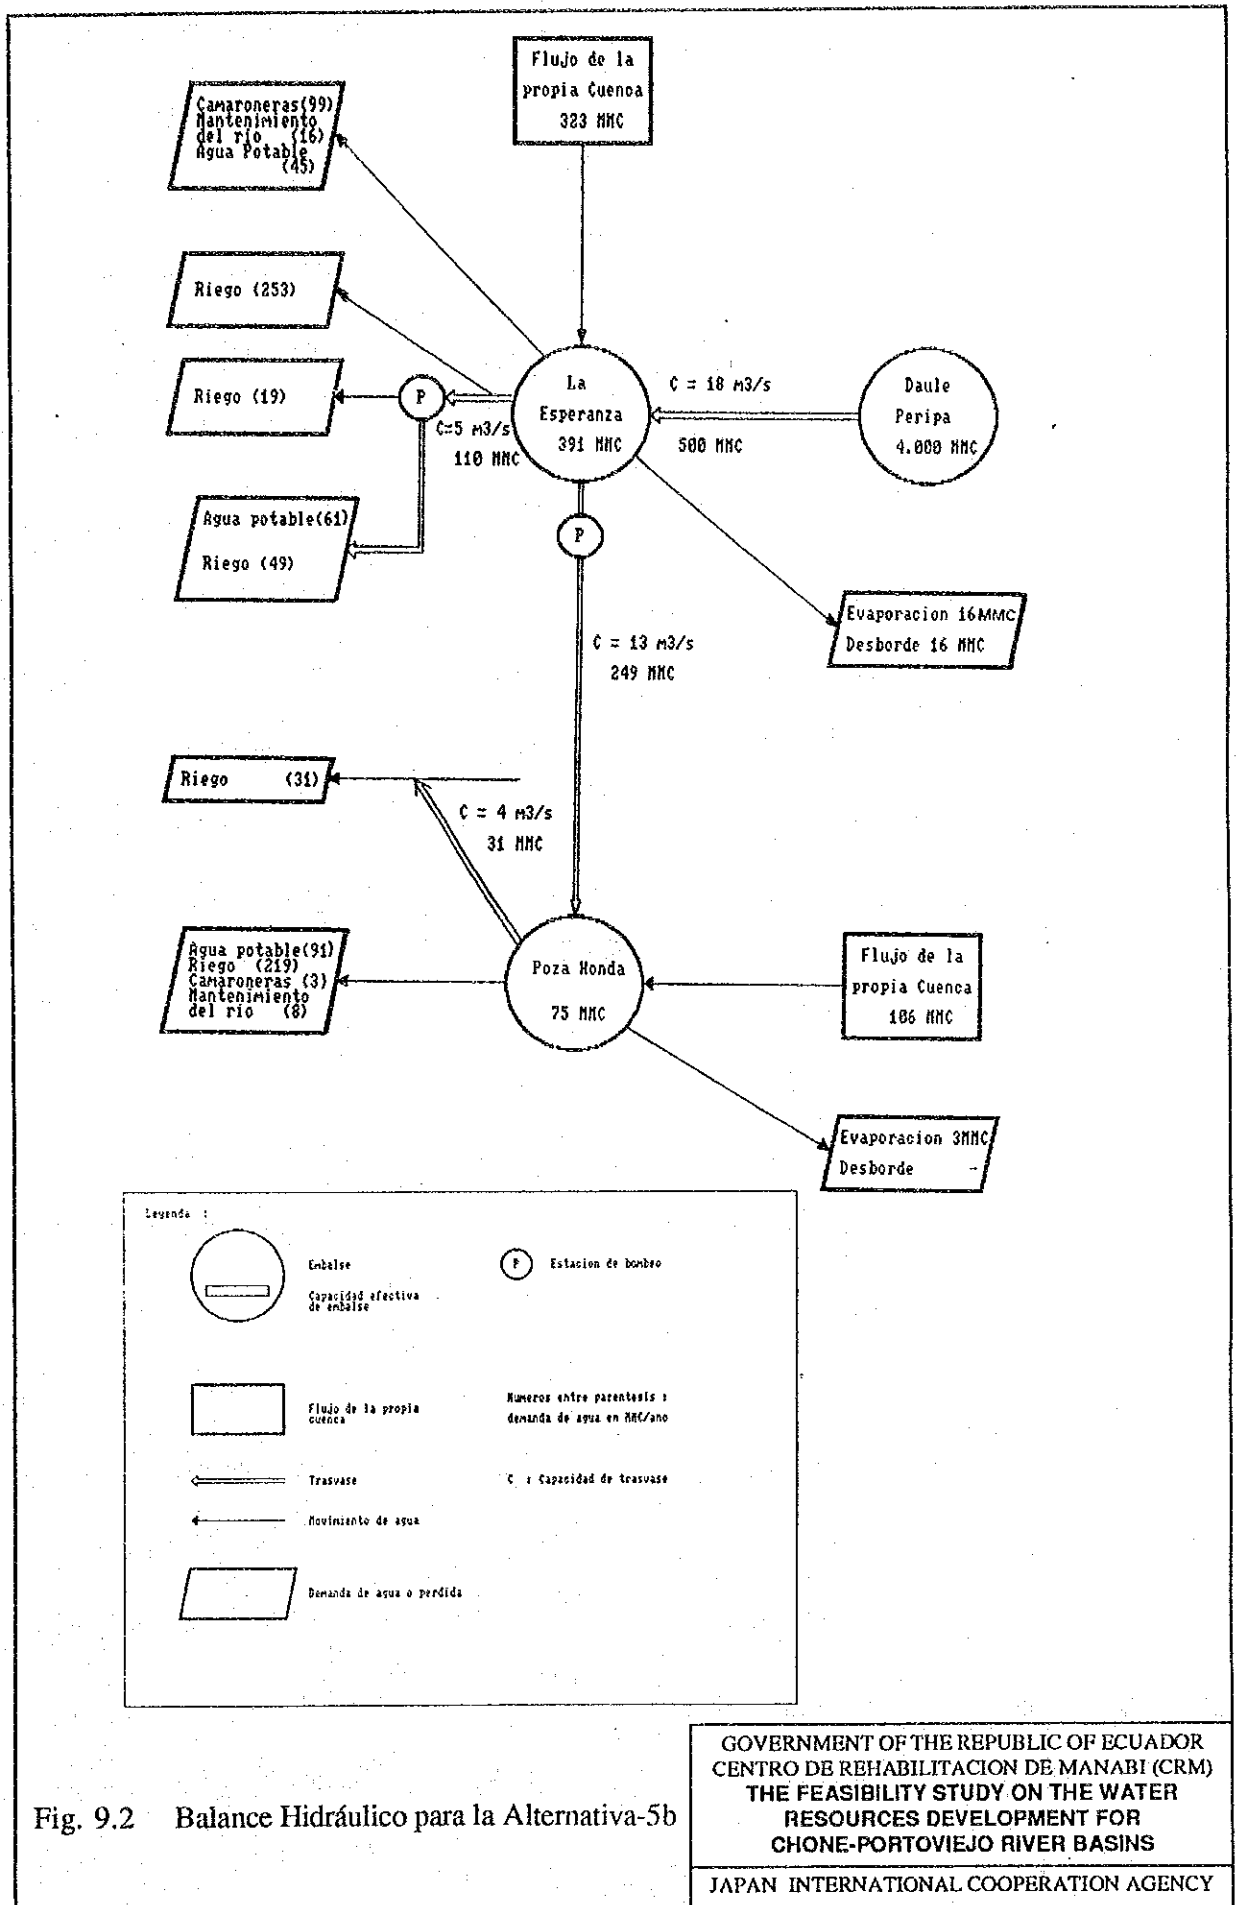 Flujo de la
propia Cuenca
323 MMC
Camaroneras(99)
Mantenimiento
del rio (16)
Agua Potable
(45)
Riego (253)
Riego (19)
P
C=5 m3/s
110 MMC
La
Esperanza
391 MMC
C = 18 m3/s
500 MMC
Daule
Peripa
4.000 MMC
Agua potable(61)
Riego (49)
P
Evaporacion 16MMC
Desborde 16 MMC
C = 13 m3/s
249 MMC
Riego (31)
C = 4 m3/s
31 MMC
Agua potable(91)
Riego (219)
Camaroneras (3)
Mantenimiento
del rio (8)
Poza Honda
75 MMC
Flujo de la
propia Cuenca
106 MMC
Evaporacion 3MMC
Desborde -
Leyenda :
Embalse
Capacidad efectiva
de embalse
P Estacion de bombeo
Flujo de la propia
cuenca
Numeros entre parentesis :
demanda de agua en MMC/ano
Trasvase
C : Capacidad de trasvase
Movimiento de agua
Demanda de agua o perdida
Fig. 9.2 Balance Hidráulico para la Alternativa-5b
GOVERNMENT OF THE REPUBLIC OF ECUADOR
CENTRO DE REHABILITACION DE MANABI (CRM)
THE FEASIBILITY STUDY ON THE WATER
RESOURCES DEVELOPMENT FOR
CHONE-PORTOVIEJO RIVER BASINS
JAPAN INTERNATIONAL COOPERATION AGENCY